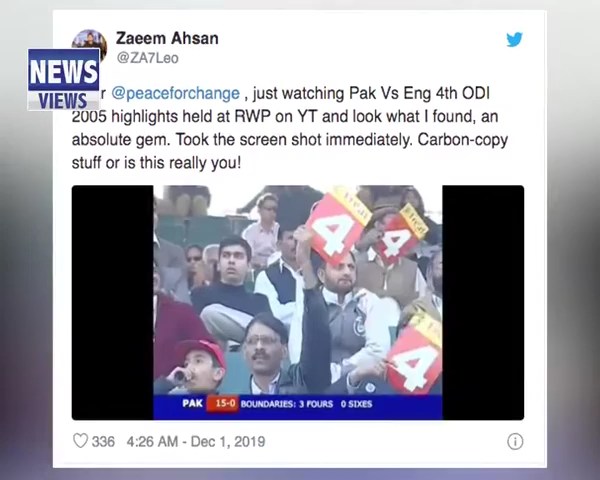 Zaeem Ahsan
@ZA7Leo
NEWS
VIEWS
@peaceforchange , just watching Pak Vs Eng 4th ODI
2005 highlights held at RWP on YT and look what I found, an
absolute gem. Took the screen shot immediately. Carbon-copy
stuff or is this really you!
4
4
4
PAK 15-0 BOUNDARIES: 3 FOURS 0 SIXES
336 4:26 AM - Dec 1, 2019